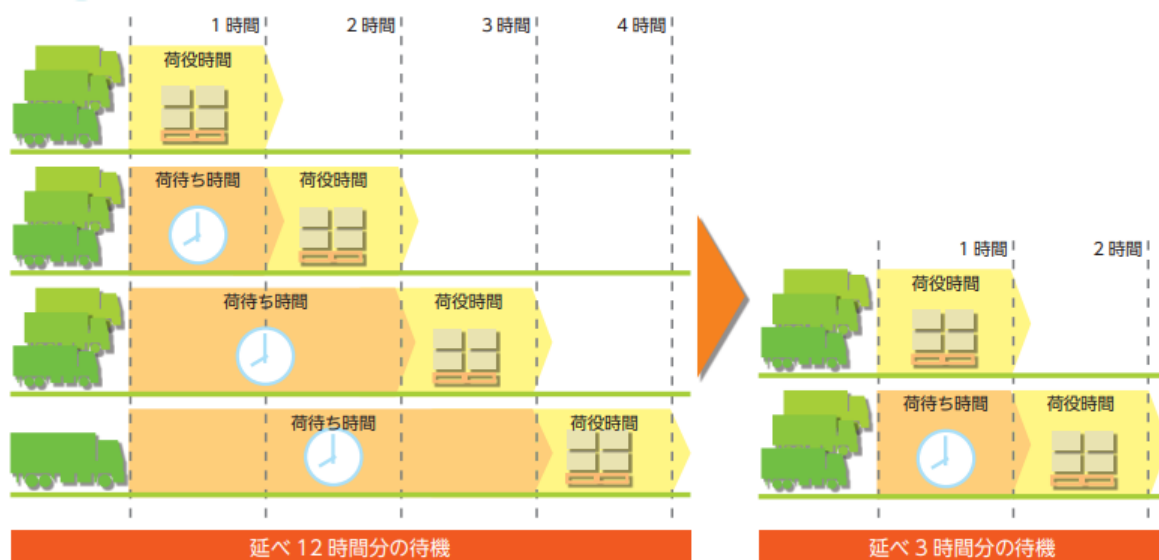 1 時間
2 時間
3 時間
4 時間
荷役時間
荷待ち時間
荷役時間
荷待ち時間
荷役時間
荷待ち時間
荷役時間
延べ 12 時間分の待機
1 時間
2 時間
荷役時間
荷待ち時間
荷役時間
延べ 3 時間分の待機